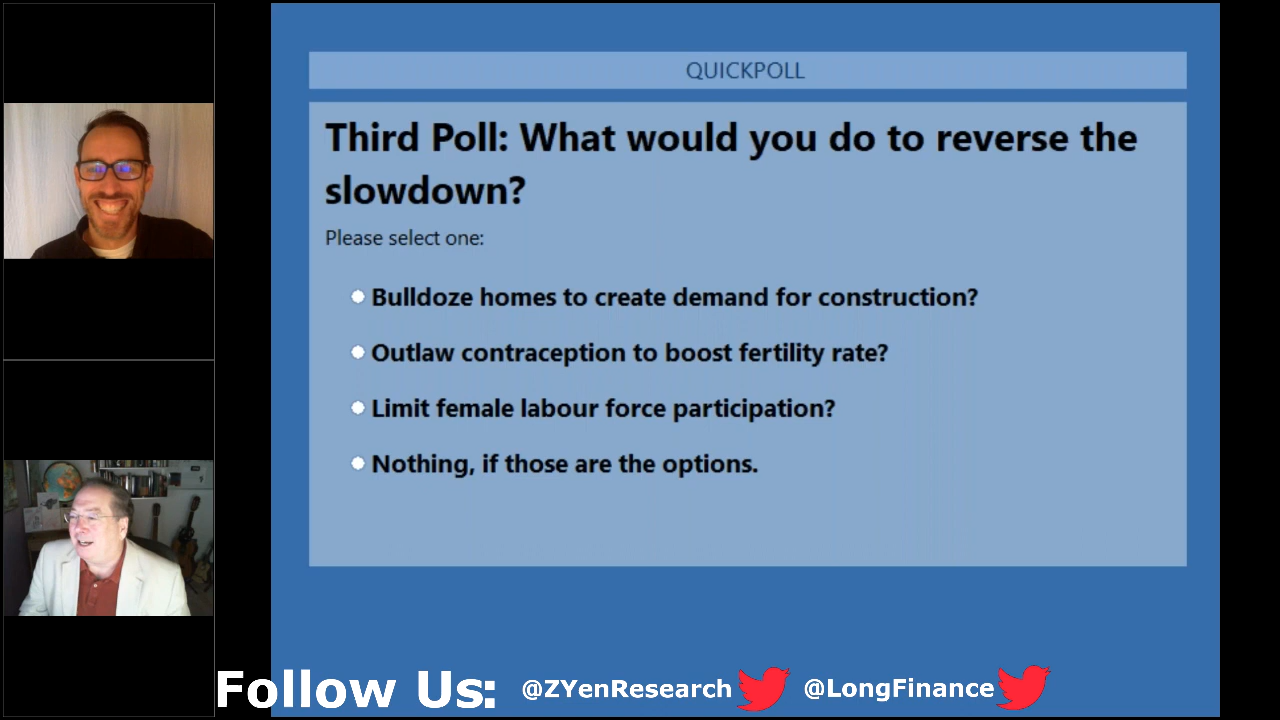 QUICKPOLL
Third Poll: What would you do to reverse the
slowdown?
Please select one:
Bulldoze homes to create demand for construction?
Outlaw contraception to boost fertility rate?
Limit female labour force participation?
Nothing, if those are the options.
Follow Us: @ZYenResearch @LongFinance